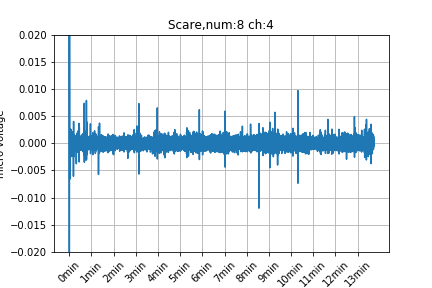 Scare,num:8 ch:4
0.020
0.015
0.010
0.005
0.000
−0.005
−0.010
−0.015
−0.020
micro voltage
0min
1min
2min
3min
4min
5min
6min
7min
8min
9min
10min
11min
12min
13min